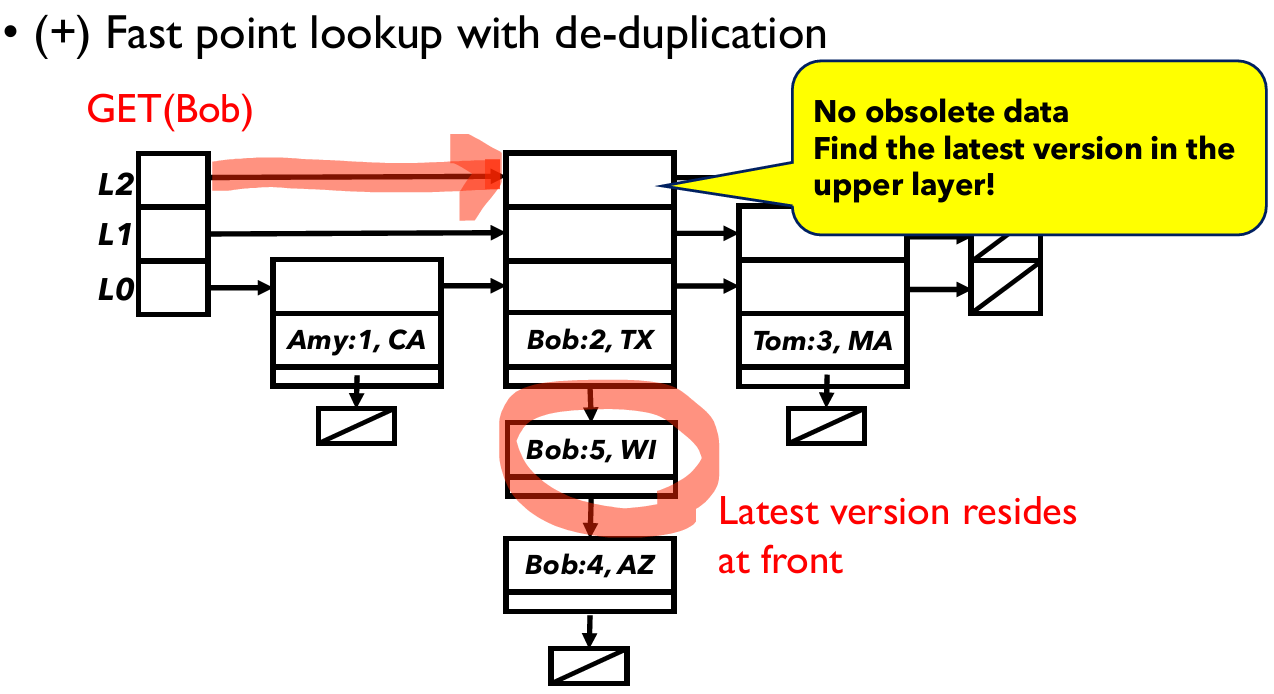 • (+) Fast point lookup with de-duplication
GET(Bob)
No obsolete data
Find the latest version in the
upper layer!
L2
L1
L0
Amy:1, CA
Bob:2, TX
Tom:3, MA
Bob:5, WI
Latest version resides
at front
Bob:4, AZ